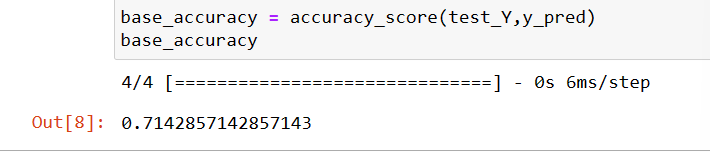 base_accuracy = accuracy_score(test_Y,y_pred)
base_accuracy
4/4 [==============================] - 0s 6ms/step
Out[8]: 0.7142857142857143